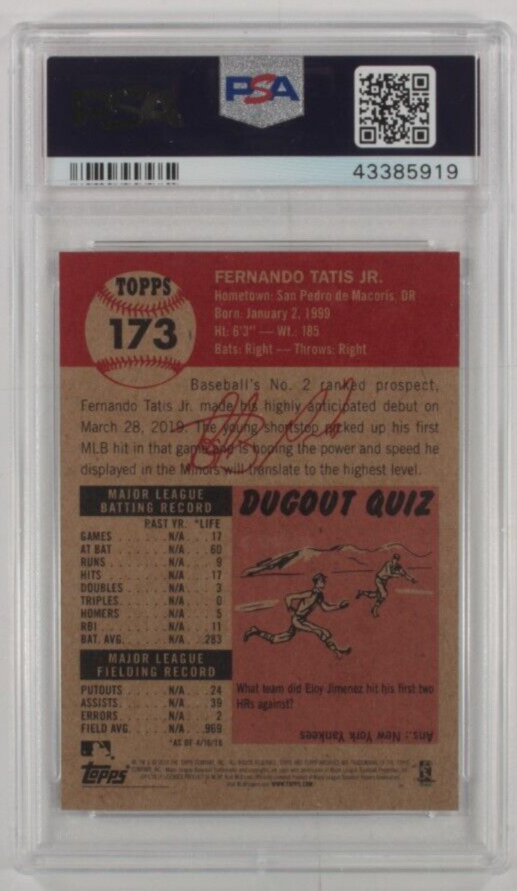 PSA
PSA
43385919
TOPPS
173
FERNANDO TATIS JR.
Hometown: San Pedro de Macoris, DR
Born: January 2, 1999
Ht: 6'3" — Wt.: 185
Bats: Right — Throws: Right
Baseball's No. 2 ranked prospect,
Fernando Tatis Jr. made his highly anticipated debut on
March 28, 2019. The young shortstop picked up his first
MLB hit in that game and is hoping the power and speed he
displayed in the Minors will translate to the highest level.
MAJOR LEAGUE
BATTING RECORD
PAST YR. *LIFE
GAMES N/A 17
AT BAT N/A 60
RUNS N/A 9
HITS N/A 17
DOUBLES N/A 3
TRIPLES N/A 0
HOMERS N/A 5
RBI N/A 11
BAT. AVG. N/A .283
MAJOR LEAGUE
FIELDING RECORD
PUTOUTS N/A 24
ASSISTS N/A 39
ERRORS N/A 2
FIELD AVG. N/A .969
*AS OF 4/16/19
DUGOUT QUIZ
What team did Eloy Jimenez hit his first two
HRs against?
Ans.: New York Yankees
Topps
WWW.TOPPS.COM